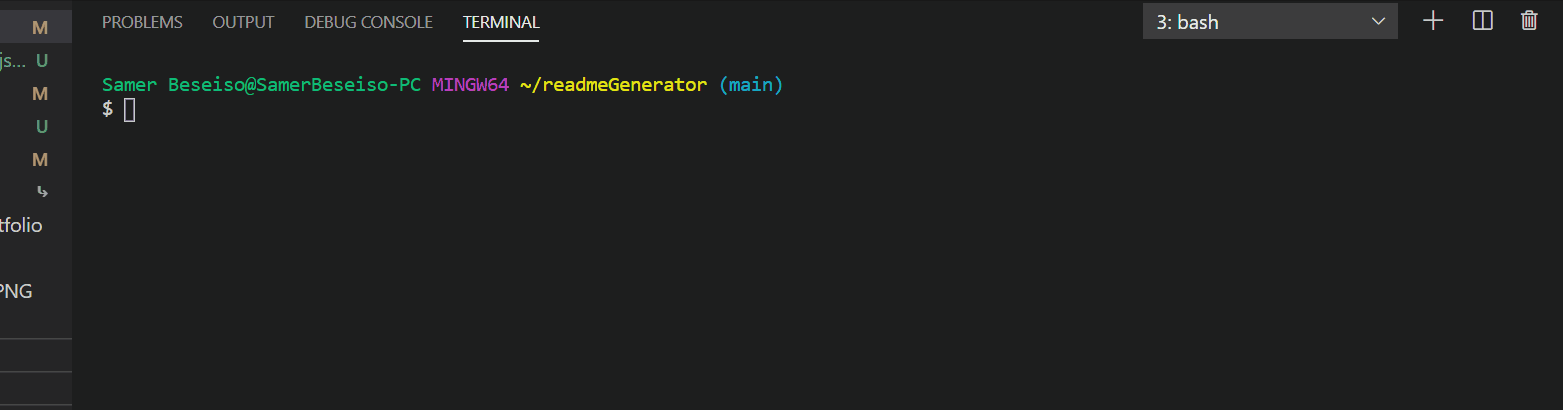 PROBLEMS OUTPUT DEBUG CONSOLE TERMINAL 3: bash
M
js... U
M
U
M
tfolio
PNG
Samer Beseiso@SamerBeseiso-PC MINGW64 ~/readmeGenerator (main)
$